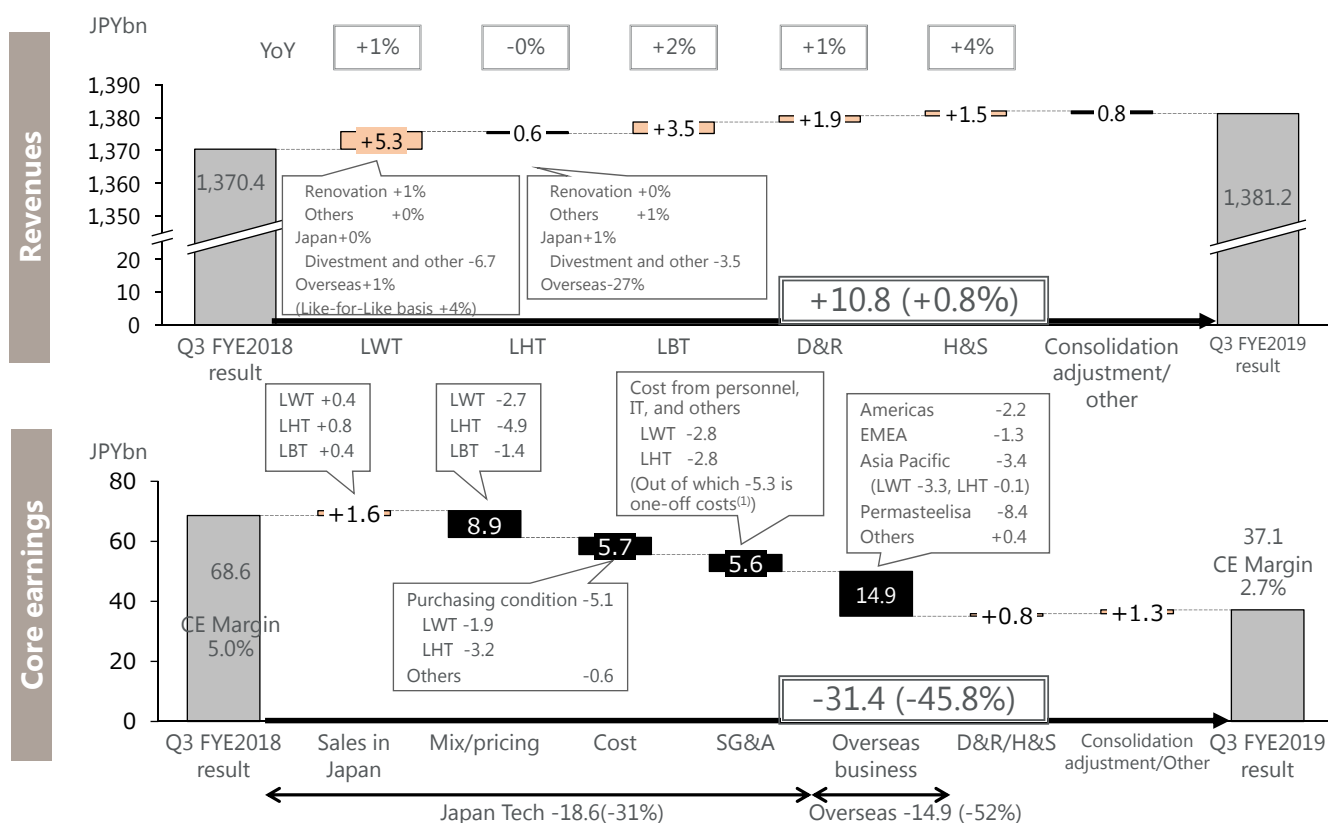 Revenues
JPYbn
YoY
+1%
-0%
+2%
+1%
+4%
1,390
1,380
1,370
1,360
1,350
20
10
0
1,370.4
+5.3
0.6
+3.5
+1.9
+1.5
0.8
1,381.2
Renovation +1%
Others +0%
Japan+0%
Divestment and other -6.7
Overseas+1%
(Like-for-Like basis +4%)
Renovation +0%
Others +1%
Japan+1%
Divestment and other -3.5
Overseas-27%
+10.8 (+0.8%)
Q3 FYE2018
result
LWT
LHT
LBT
D&R
H&S
Consolidation
adjustment/
other
Q3 FYE2019
result
Core earnings
JPYbn
80
60
40
20
0
LWT +0.4
LHT +0.8
LBT +0.4
LWT -2.7
LHT -4.9
LBT -1.4
Cost from personnel,
IT, and others
LWT -2.8
LHT -2.8
(Out of which -5.3 is
one-off costs(1))
Americas -2.2
EMEA -1.3
Asia Pacific -3.4
(LWT -3.3, LHT -0.1)
Permasteelisa -8.4
Others +0.4
68.6
CE Margin
5.0%
+1.6
8.9
5.7
5.6
14.9
+0.8
+1.3
37.1
CE Margin
2.7%
Purchasing condition -5.1
LWT -1.9
LHT -3.2
Others -0.6
-31.4 (-45.8%)
Q3 FYE2018
result
Sales in
Japan
Mix/pricing
Cost
SG&A
Overseas
business
D&R/H&S
Consolidation
adjustment/Other
Q3 FYE2019
result
Japan Tech -18.6(-31%)
Overseas -14.9 (-52%)